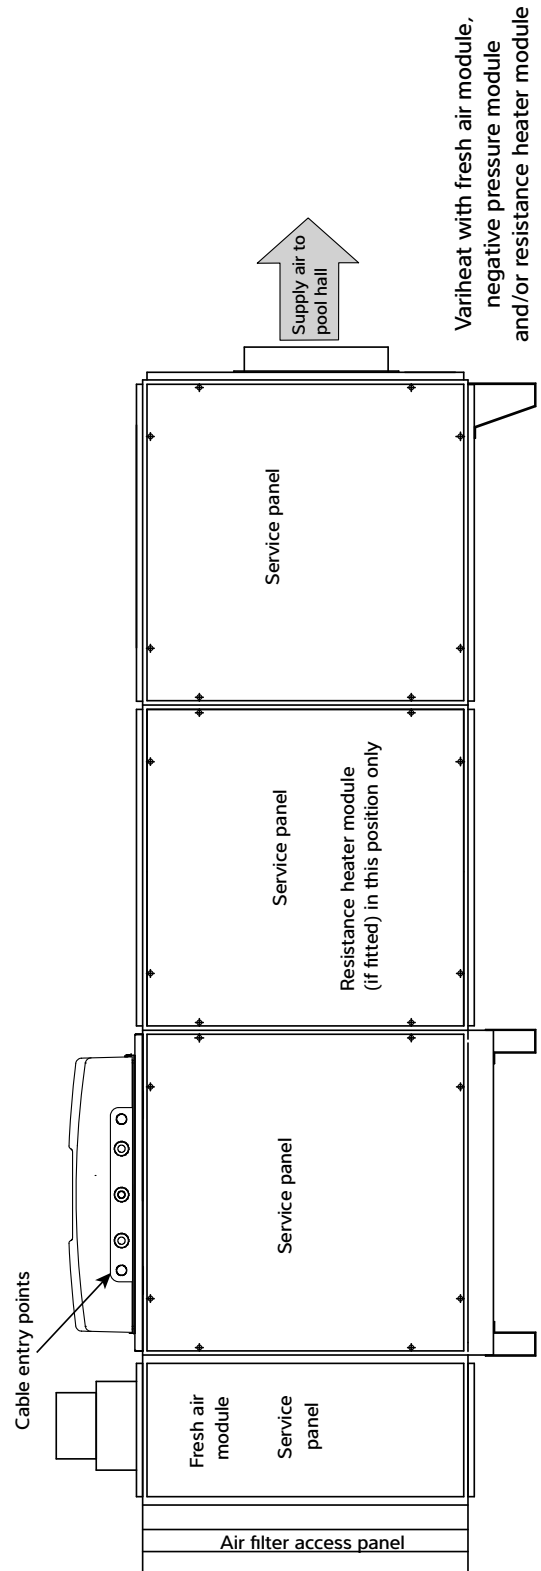 Variheat with fresh air module,
negative pressure module
and/or resistance heater module
Supply air to
pool hall
Service panel
Service panel
Resistance heater module
(if fitted) in this position only
Service panel
Cable entry points
Fresh air
module
Service
panel
Air filter access panel